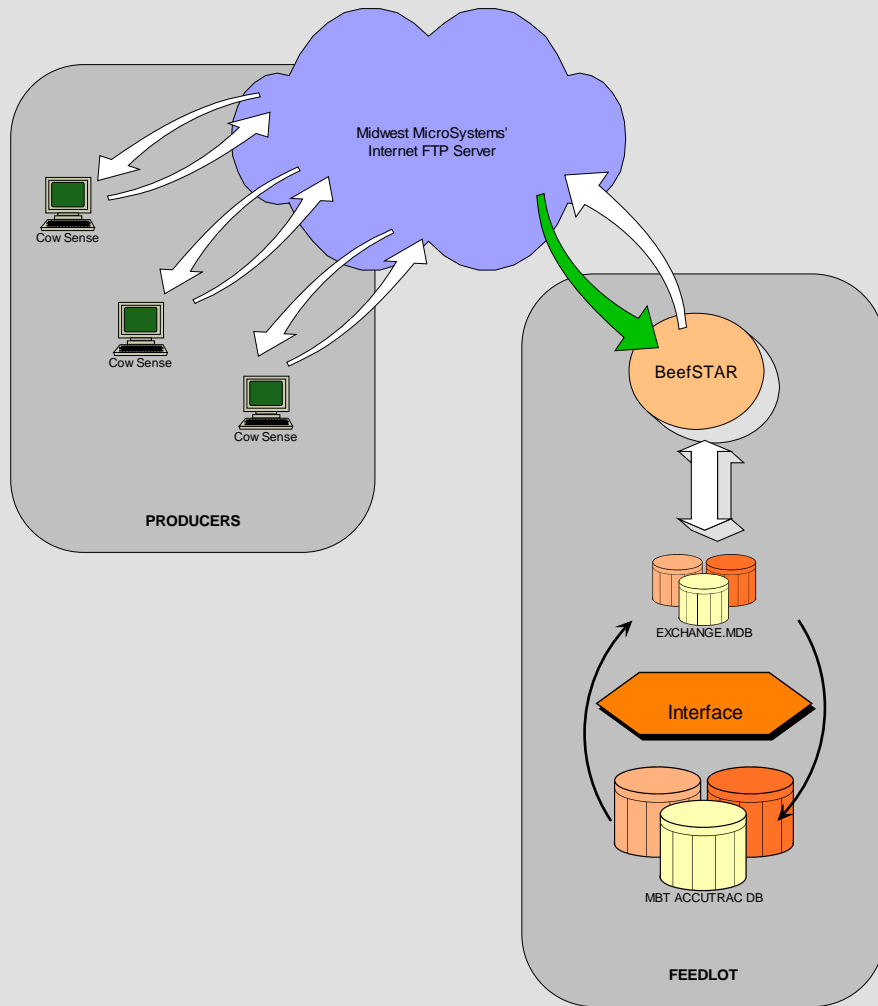 Midwest MicroSystems'
Internet FTP Server
Cow Sense
Cow Sense
Cow Sense
PRODUCERS
BeefSTAR
EXCHANGE.MDB
Interface
MBT ACCUTRAC DB
FEEDLOT